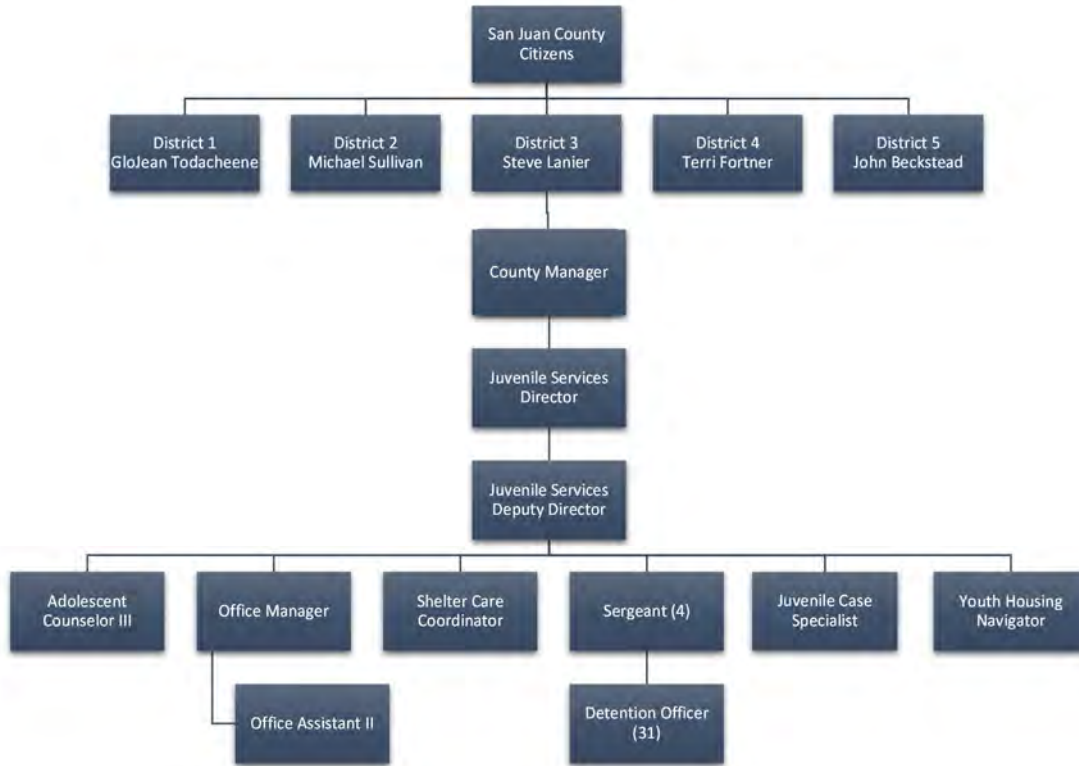 San Juan County
Citizens
District 1
GloJean Todacheene
District 2
Michael Sullivan
District 3
Steve Lanier
District 4
Terri Fortner
District 5
John Beckstead
County Manager
Juvenile Services
Director
Juvenile Services
Deputy Director
Adolescent
Counselor III
Office Manager
Shelter Care
Coordinator
Sergeant (4)
Juvenile Case
Specialist
Youth Housing
Navigator
Office Assistant II
Detention Officer
(31)